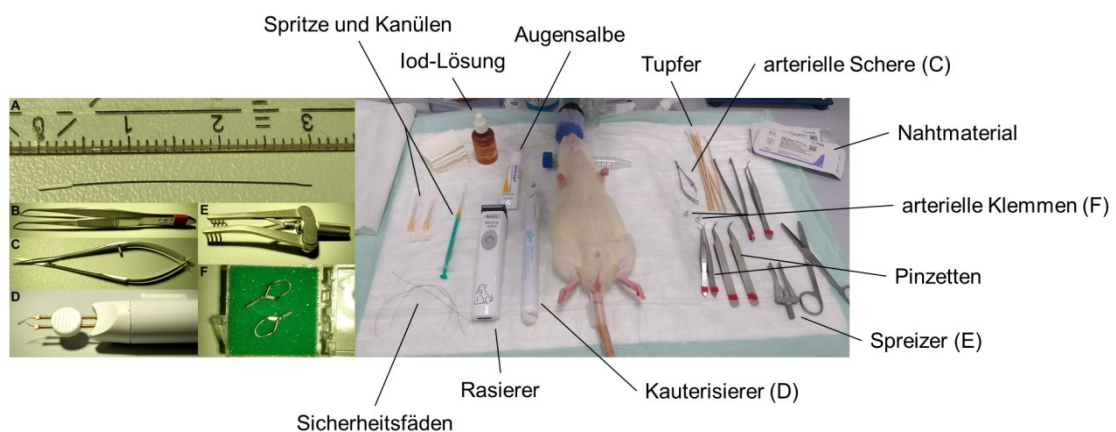 Spritze und Kanülen
Augensalbe
Iod-Lösung
Tupfer
arterielle Schere (C)
Nahtmaterial
arterielle Klemmen (F)
Pinzetten
Spreizer (E)
Kauterisierer (D)
Rasierer
Sicherheitsfäden
A
0 1 2 3
B
C
D
E
F